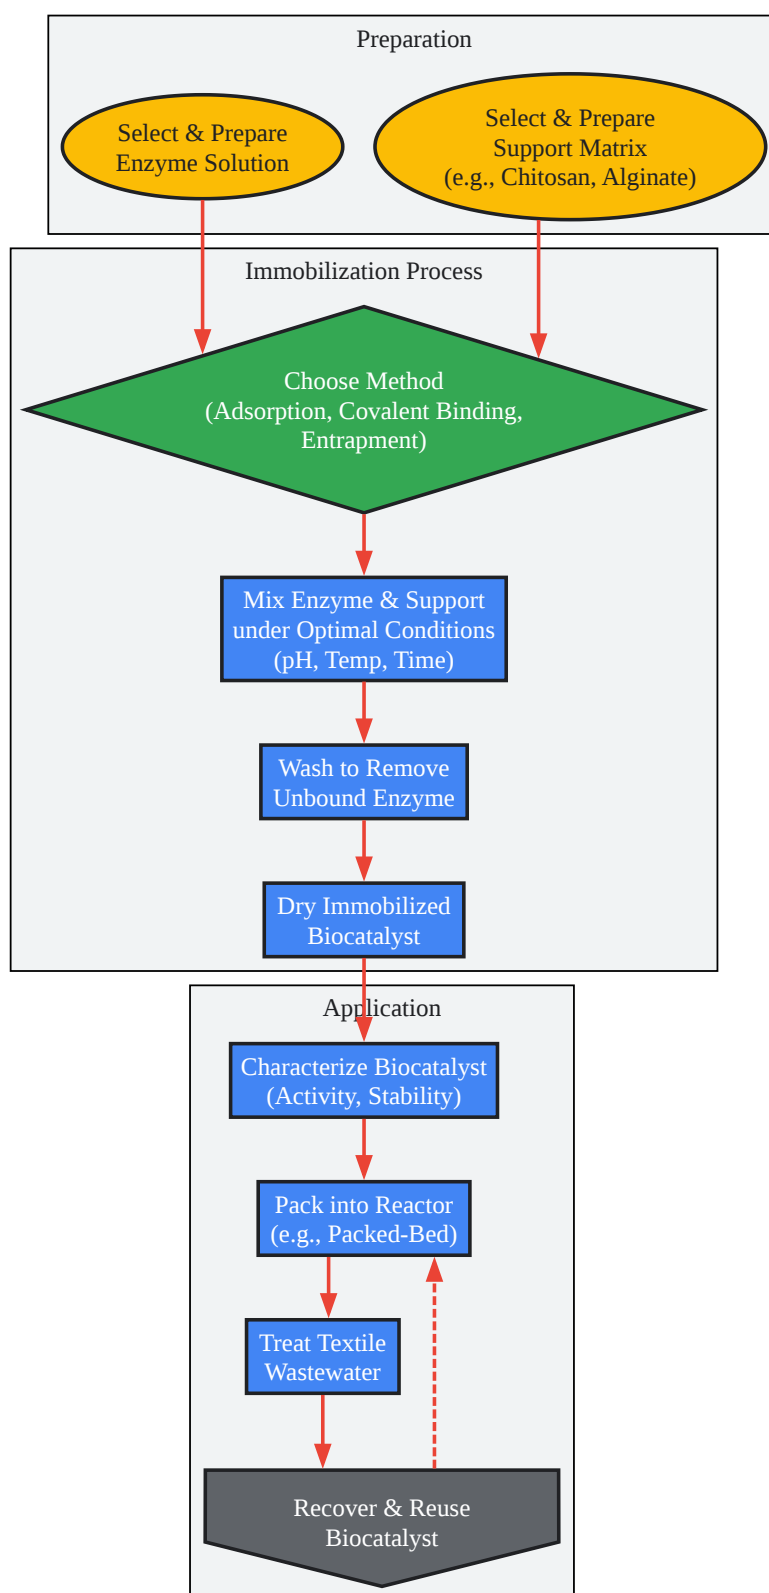 Preparation
Select & Prepare
Enzyme Solution
Select & Prepare
Support Matrix
(e.g., Chitosan, Alginate)
Immobilization Process
Choose Method
(Adsorption, Covalent Binding,
Entrapment)
Mix Enzyme & Support
under Optimal Conditions
(pH, Temp, Time)
Wash to Remove
Unbound Enzyme
Dry Immobilized
Biocatalyst
Application
Characterize Biocatalyst
(Activity, Stability)
Pack into Reactor
(e.g., Packed-Bed)
Treat Textile
Wastewater
Recover & Reuse
Biocatalyst